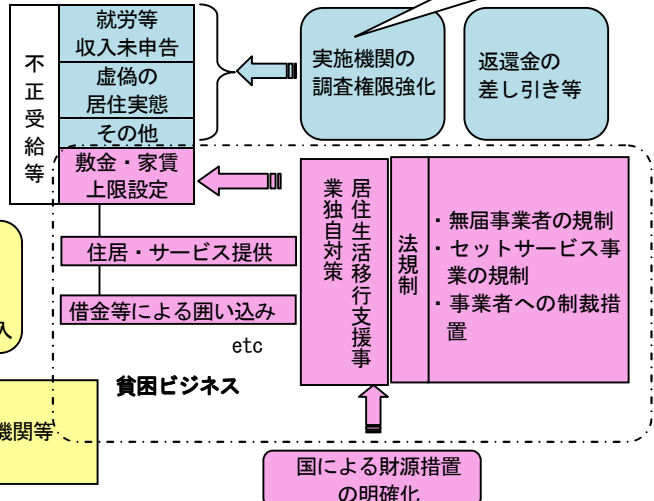 不正受給等
就労等
収入未申告
虚偽の
居住実態
その他
敷金・家賃
上限設定
実施機関の
調査権限強化
返還金の
差し引き等
住居・サービス提供
借金等による囲い込み
etc
貧困ビジネス
居住生活移行支援事
業独自対策
法規制
・無届事業者の規制
・セットサービス事
業の規制
・事業者への制裁措
置
入
機関等
国による財源措置
の明確化